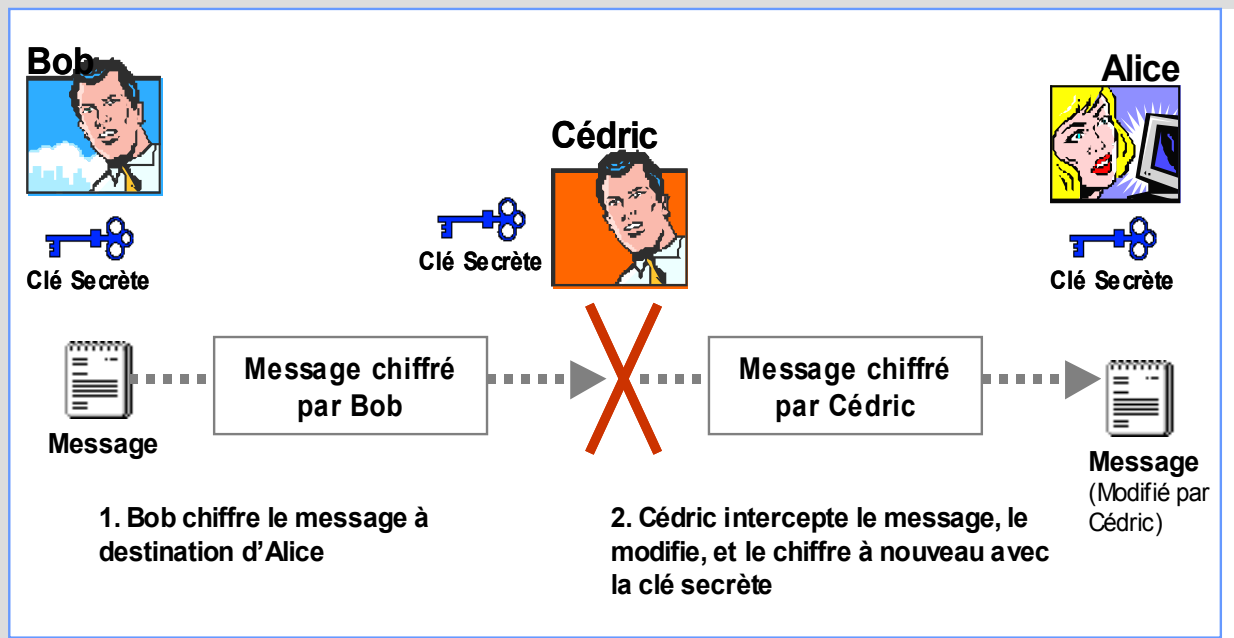 Bob
Alice
Cédric
Clé Secrète
Clé Secrète
Clé Secrète
Message chiffré
par Bob
Message chiffré
par Cédric
Message
Message
(Modifié par
Cédric)
1. Bob chiffre le message à
destination d’Alice
2. Cédric intercepte le message, le
modifie, et le chiffre à nouveau avec
la clé secrète